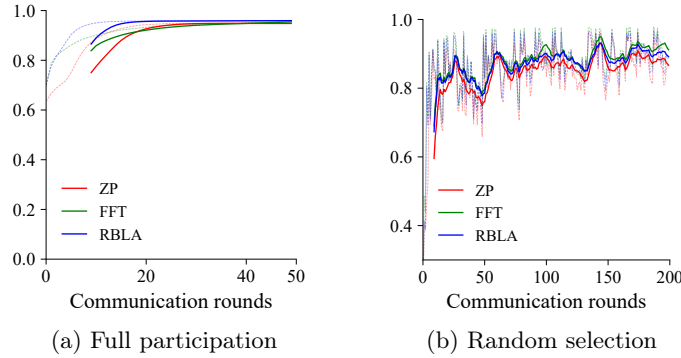 1.0
0.8
0.6
0.4
0.2
0.0
ZP
FFT
RBLA
0
20
40
50
Communication rounds
(a) Full participation
1.0
0.8
0.6
0.4
ZP
FFT
RBLA
0
50
100
150
200
Communication rounds
(b) Random selection